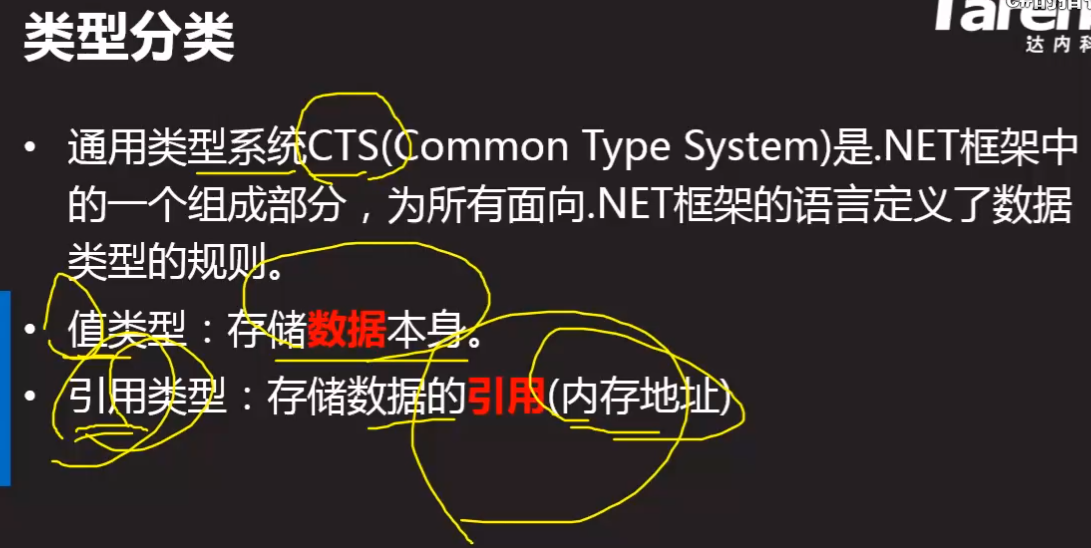 类型分类
Taren
达内科
• 通用类型系统CTS(Common Type System)是.NET框架中
的一个组成部分，为所有面向.NET框架的语言定义了数据
类型的规则。
• 值类型：存储数据本身。
• 引用类型：存储数据的引用(内存地址)